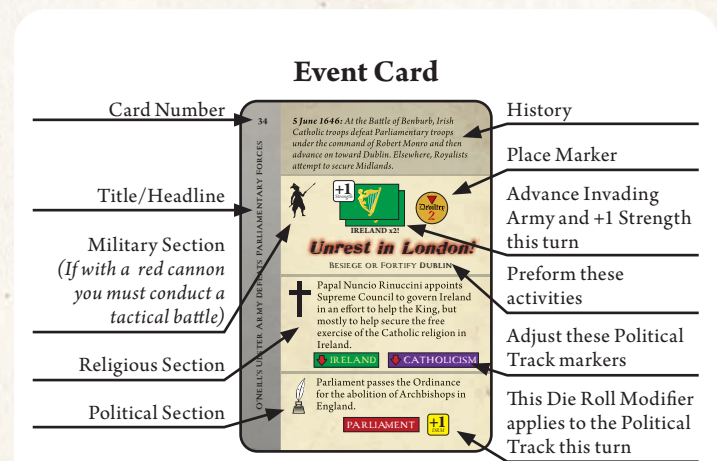 Event Card
Card Number
Title/Headline
Military Section
(If with a red cannon
you must conduct a
tactical battle)
Religious Section
Political Section
34
O'NEILL'S ULSTER ARMY DEFEATS PARLIAMENTARY FORCES
5 June 1646: At the Battle of Benburb, Irish
Catholic troops defeat Parliamentary troops
under the command of Robert Monro and then
advance on toward Dublin. Elsewhere, Royalists
attempt to secure Midlands.
+1
Strength
IRELAND x2!
Devilry
2
Unrest in London!
BESIEGE OR FORTIFY DUBLIN
Papal Nuncio Rinuccini appoints
Supreme Council to govern Ireland
in an effort to help the King, but
mostly to help secure the free
exercise of the Catholic religion in
Ireland.
IRELAND
CATHOLICISM
Parliament passes the Ordinance
for the abolition of Archbishops in
England.
PARLIAMENT
+1
DRM
History
Place Marker
Advance Invading
Army and +1 Strength
this turn
Preform these
activities
Adjust these Political
Track markers
This Die Roll Modifier
applies to the Political
Track this turn